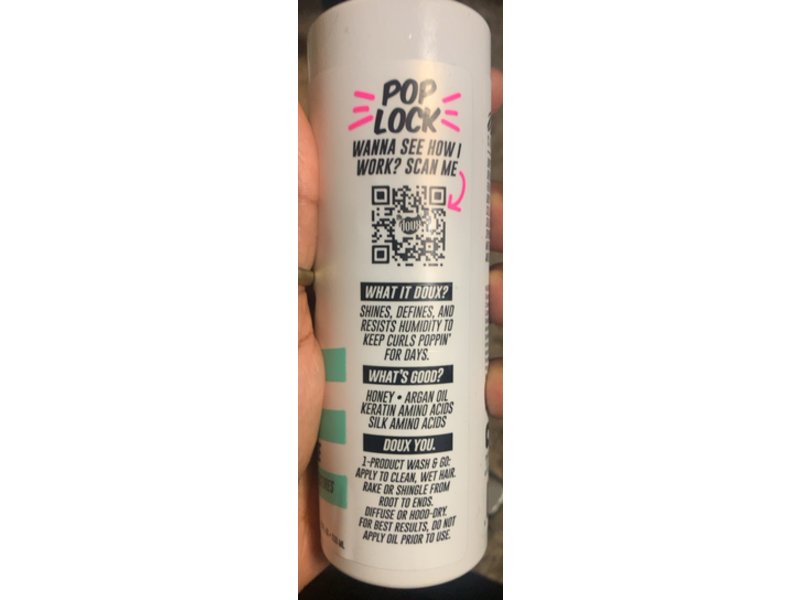 POP
LOCK
WANNA SEE HOW I
WORK? SCAN ME
doux
WHAT IT DOUX?
SHINES, DEFINES, AND
RESISTS HUMIDITY TO
KEEP CURLS POPPIN'
FOR DAYS.
WHAT'S GOOD?
HONEY • ARGAN OIL
KERATIN AMINO ACIDS
SILK AMINO ACIDS
DOUX YOU.
1-PRODUCT WASH & GO:
APPLY TO CLEAN, WET HAIR.
RAKE OR SHINGLE FROM
ROOT TO ENDS.
DIFFUSE OR HOOD-DRY.
FOR BEST RESULTS, DO NOT
APPLY OIL PRIOR TO USE.